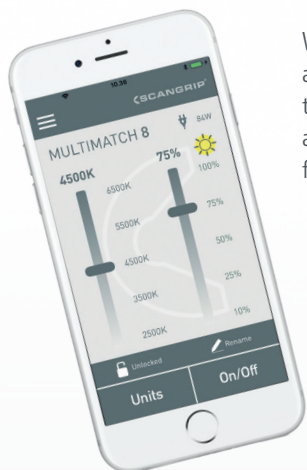 10:36
SCANGRIP®
MULTIMATCH 8
84W
4500K
75%
6500K
100%
5500K
75%
4500K
50%
3500K
25%
2500K
10%
Unlocked
Rename
Units
On/Off